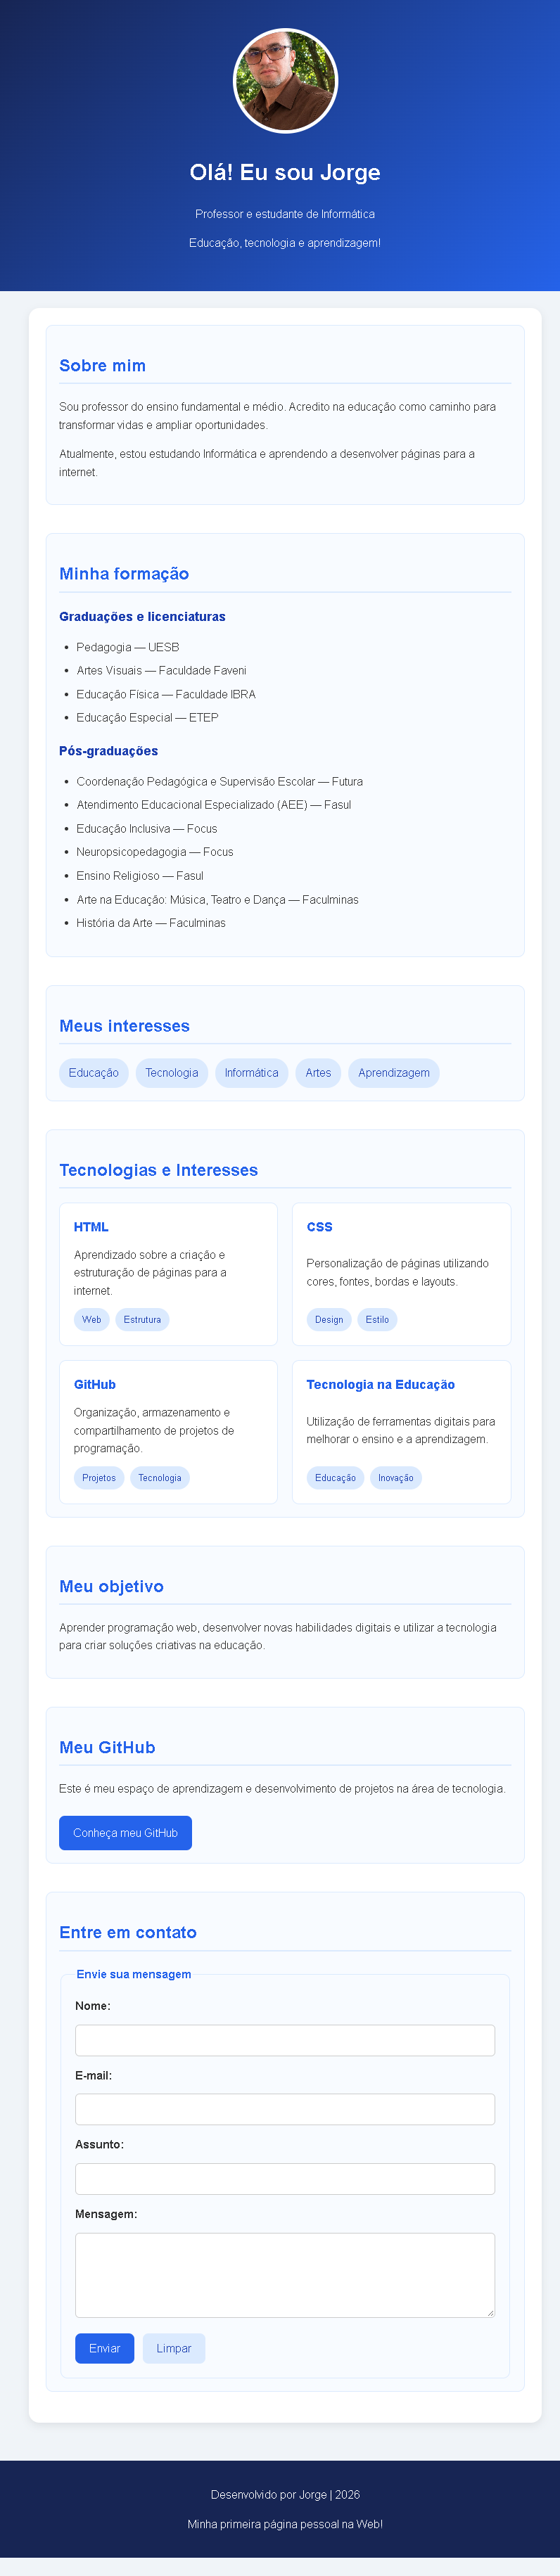 Olá! Eu sou Jorge
Professor e estudante de Informática
Educação, tecnologia e aprendizagem!
Sobre mim
Sou professor do ensino fundamental e médio. Acredito na educação como caminho para
transformar vidas e ampliar oportunidades.
Atualmente, estou estudando Informática e aprendendo a desenvolver páginas para a
internet.
Minha formação
Graduações e licenciaturas
• Pedagogia — UESB
• Artes Visuais — Faculdade Faveni
• Educação Física — Faculdade IBRA
• Educação Especial — ETEP
Pós-graduações
• Coordenação Pedagógica e Supervisão Escolar — Futura
• Atendimento Educacional Especializado (AEE) — Fasul
• Educação Inclusiva — Focus
• Neuropsicopedagogia — Focus
• Ensino Religioso — Fasul
• Arte na Educação: Música, Teatro e Dança — Faculminas
• História da Arte — Faculminas
Meus interesses
Educação Tecnologia Informática Artes Aprendizagem
Tecnologias e Interesses
HTML
Aprendizado sobre a criação e
estruturação de páginas para a
internet.
Web Estrutura
CSS
Personalização de páginas utilizando
cores, fontes, bordas e layouts.
Design Estilo
GitHub
Organização, armazenamento e
compartilhamento de projetos de
programação.
Projetos Tecnologia
Tecnologia na Educação
Utilização de ferramentas digitais para
melhorar o ensino e a aprendizagem.
Educação Inovação
Meu objetivo
Aprender programação web, desenvolver novas habilidades digitais e utilizar a tecnologia
para criar soluções criativas na educação.
Meu GitHub
Este é meu espaço de aprendizagem e desenvolvimento de projetos na área de tecnologia.
Conheça meu GitHub
Entre em contato
Envie sua mensagem
Nome:
E-mail:
Assunto:
Mensagem:
Enviar Limpar
Desenvolvido por Jorge | 2026
Minha primeira página pessoal na Web!